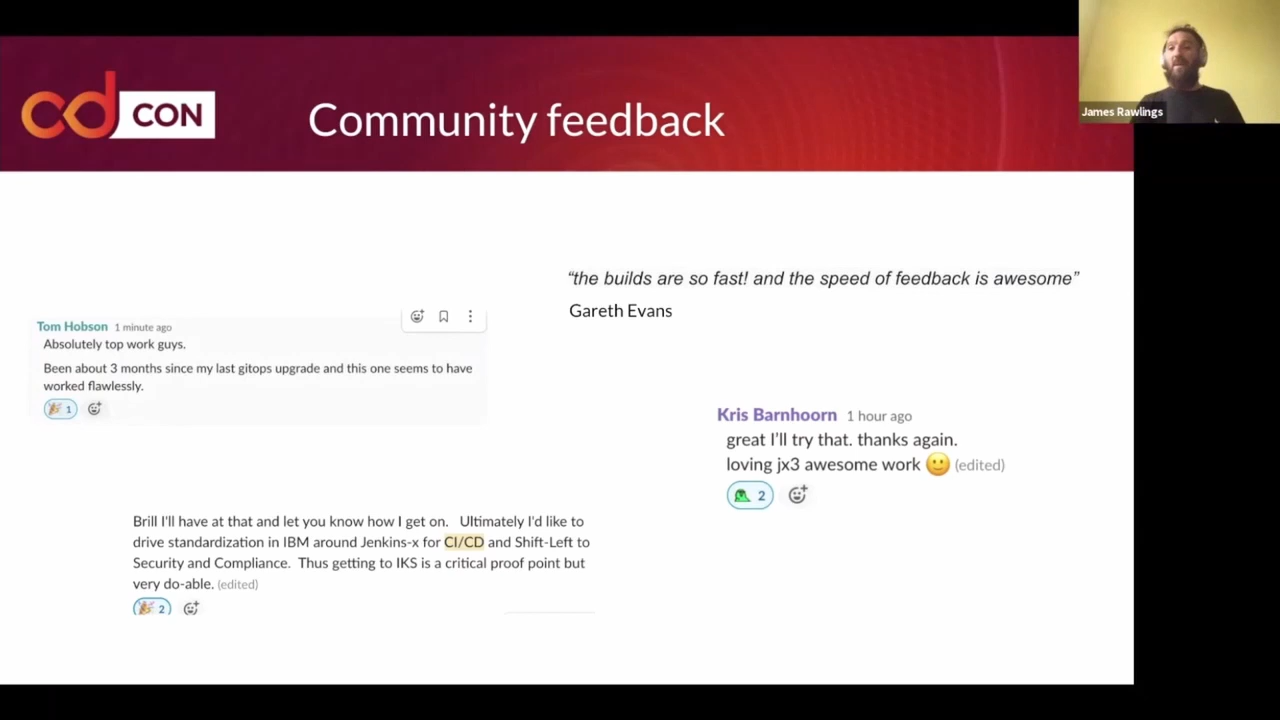 cd CON
Community feedback
James Rawlings
“the builds are so fast! and the speed of feedback is awesome”
Gareth Evans
Tom Hobson 1 minute ago
Absolutely top work guys.
Been about 3 months since my last gitops upgrade and this one seems to have
worked flawlessly.
1
Kris Barnhoorn 1 hour ago
great I'll try that. thanks again.
loving jx3 awesome work (edited)
2
Brill I'll have at that and let you know how I get on. Ultimately I'd like to
drive standardization in IBM around Jenkins-x for CI/CD and Shift-Left to
Security and Compliance. Thus getting to IKS is a critical proof point but
very do-able. (edited)
2